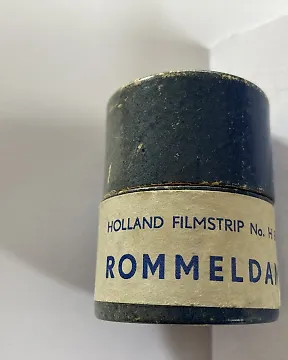 HOLLAND FILMSTRIP No. H
ROMMELDA